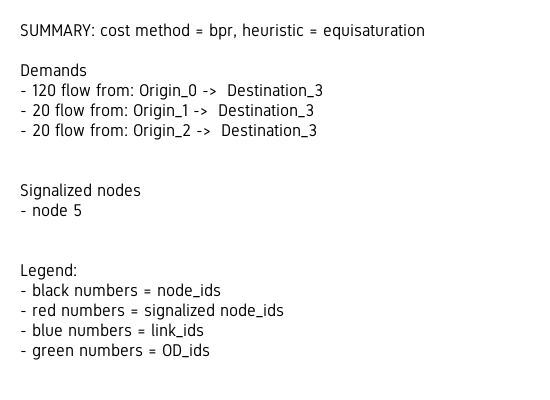 SUMMARY: cost method = bpr, heuristic = equisaturation
Demands
- 120 flow from: Origin_0 -> Destination_3
- 20 flow from: Origin_1 -> Destination_3
- 20 flow from: Origin_2 -> Destination_3
Signalized nodes
- node 5
Legend:
- black numbers = node_ids
- red numbers = signalized node_ids
- blue numbers = link_ids
- green numbers = OD_ids